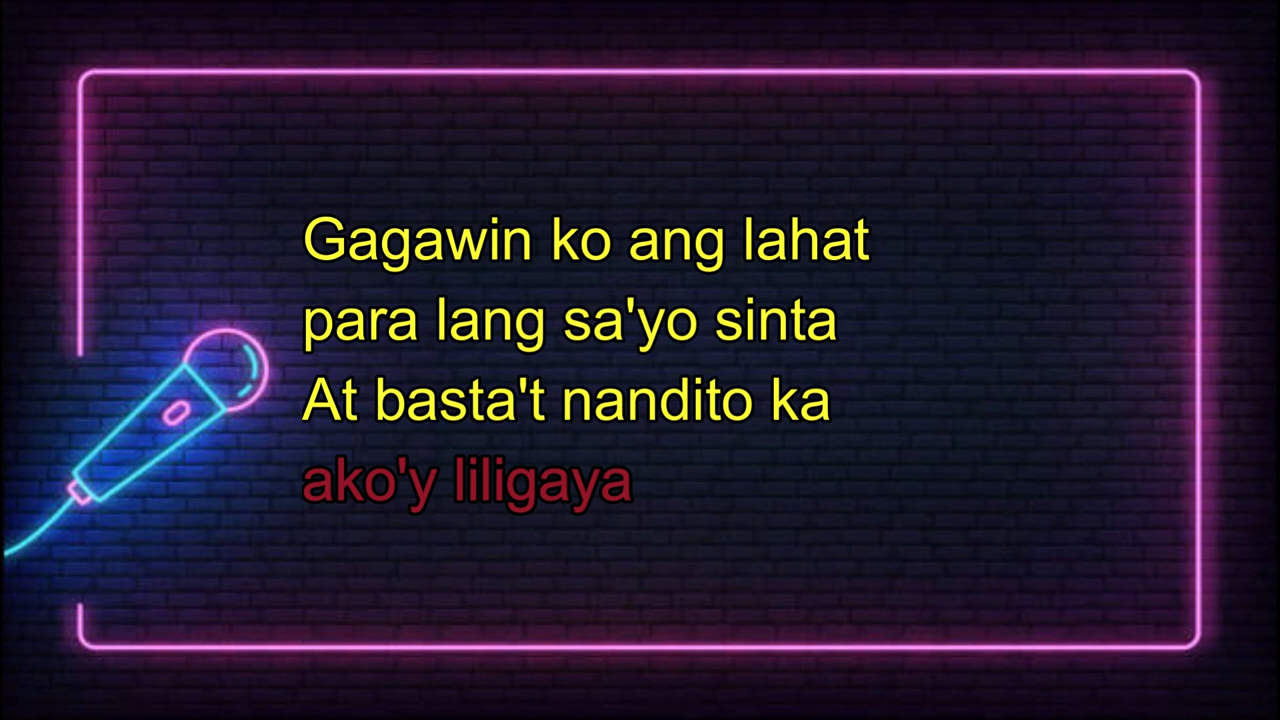 Gagawin ko ang lahat
para lang sa'yo sinta
At basta't nandito ka
ako'y liligaya